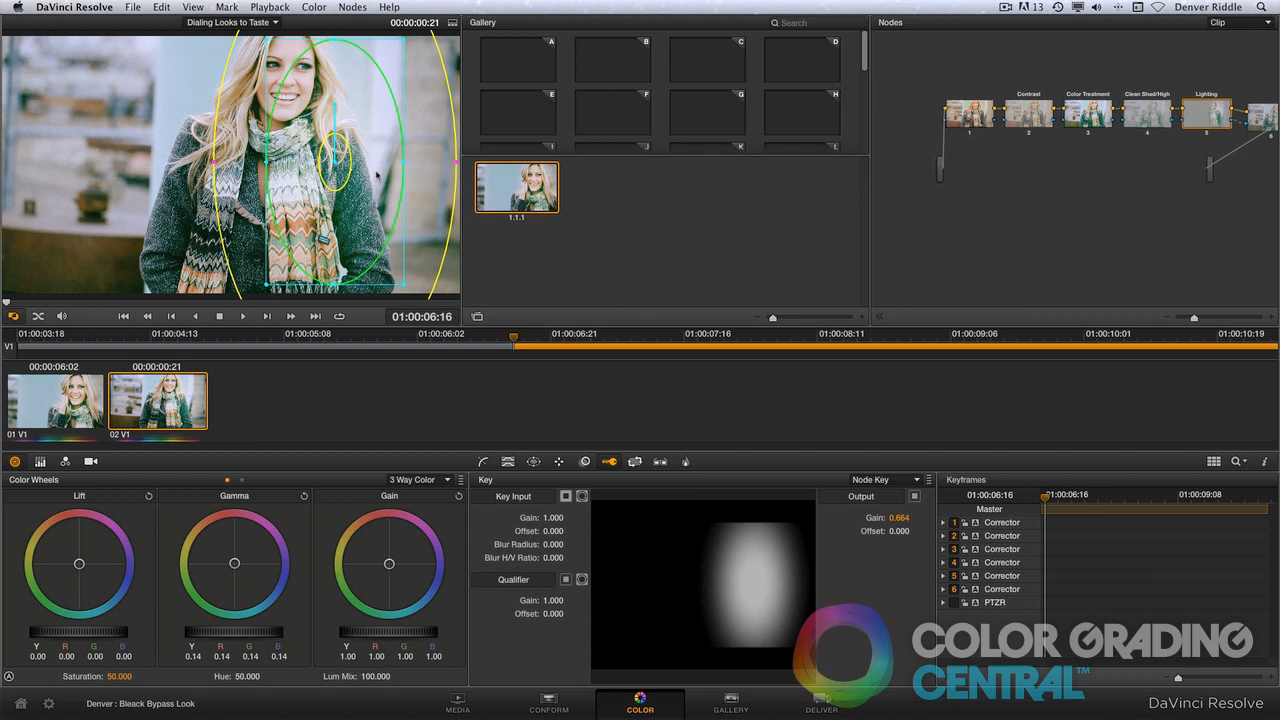 DaVinci Resolve File Edit View Mark Playback Color Nodes Help 13 Denver Riddle
Dialing Looks to Taste 00:00:00:21 Gallery Search Nodes Clip
A B C D
E F G H
I J K L
Contrast Color Treatment Clean Shad/High Lighting
1 2 3 4 5 6
1.1.1
01:00:06:16
01:00:03:18 01:00:04:13 01:00:05:08 01:00:06:02 01:00:06:21 01:00:07:16 01:00:08:11 01:00:09:06 01:00:10:01 01:00:10:19
V1
00:00:06:02 00:00:00:21
01 V1 02 V1
Color Wheels 3 Way Color Key Node Key Keyframes
Lift Gamma Gain Key Input Output 01:00:06:16 01:00:06:16 01:00:09:08
Master
Gain: 1.000 Gain: 0.664 1 Corrector
Offset: 0.000 Offset: 0.000 2 Corrector
Blur Radius: 0.000 3 Corrector
Blur H/V Ratio: 0.000 4 Corrector
Qualifier 5 Corrector
Gain: 1.000 6 Corrector
Offset: 0.000 PTZR
Y R G B Y R G B Y R G B
0.00 0.00 0.00 0.00 0.14 0.14 0.14 0.14 1.00 1.00 1.00 1.00
Saturation: 50.000 Hue: 50.000 Lum Mix: 100.000
COLOR GRADING
CENTRAL™
Denver : Bleack Bypass Look MEDIA CONFORM COLOR GALLERY DELIVER DaVinci Resolve